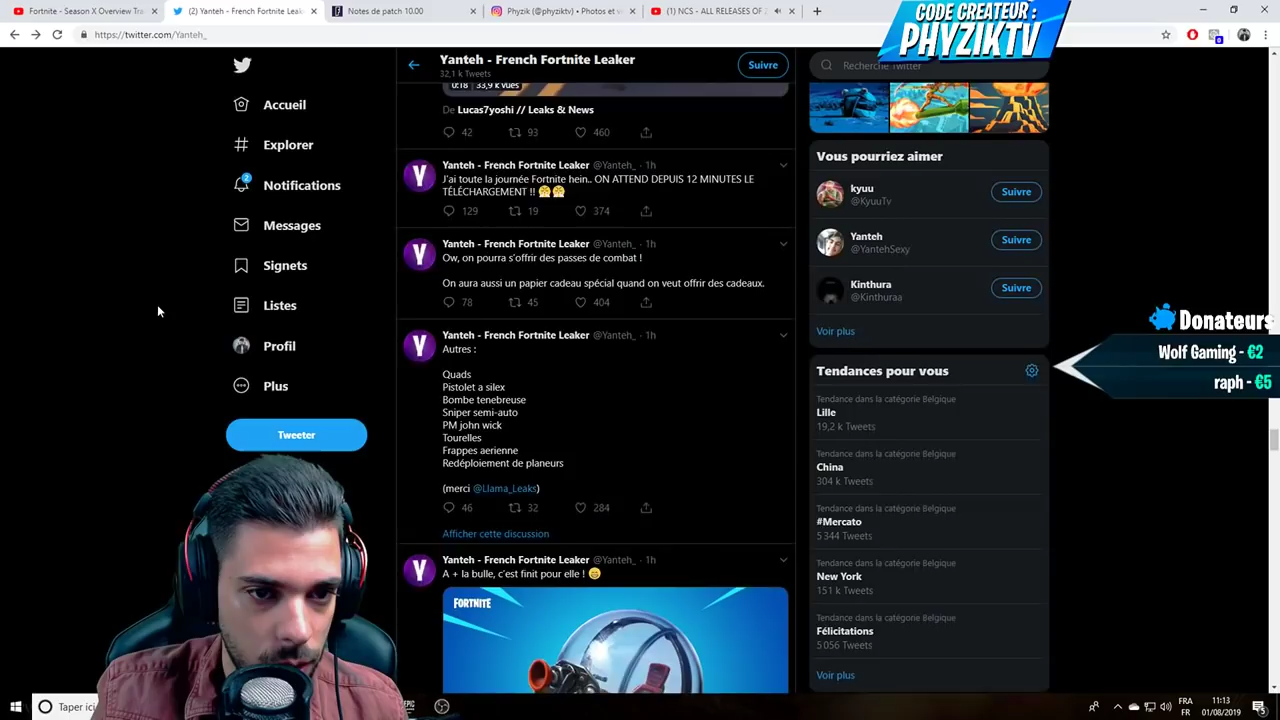 Fortnite - Season X Overview Tra
(2) Yanteh - French Fortnite Leak
Notes de patch 10.00
Phyzik (@phyziktv) • Photos et vi
(1) NCS - ALL RELEASES OF 2
https://twitter.com/Yanteh_
CODE CREATEUR :
PHYZIKTV
Accueil
Explorer
2
Notifications
Messages
Signets
Listes
Profil
Plus
Tweeter
Yanteh - French Fortnite Leaker
32,1 k Tweets
Suivre
0:18 33,9 k vues
De Lucas7yoshi // Leaks & News
42 93 460
Yanteh - French Fortnite Leaker @Yanteh_ · 1h
J'ai toute la journée Fortnite hein.. ON ATTEND DEPUIS 12 MINUTES LE
TÉLÉCHARGEMENT !!
129 19 374
Yanteh - French Fortnite Leaker @Yanteh_ · 1h
Ow, on pourra s'offrir des passes de combat !
On aura aussi un papier cadeau spécial quand on veut offrir des cadeaux.
78 45 404
Yanteh - French Fortnite Leaker @Yanteh_ · 1h
Autres :
Quads
Pistolet a silex
Bombe tenebreuse
Sniper semi-auto
PM john wick
Tourelles
Frappes aerienne
Redéploiement de planeurs
(merci @Llama_Leaks)
46 32 284
Afficher cette discussion
Yanteh - French Fortnite Leaker @Yanteh_ · 1h
A + la bulle, c'est finit pour elle !
FORTNITE
Recherche Twitter
Vous pourriez aimer
kyuu
@KyuuTv
Suivre
Yanteh
@YantehSexy
Suivre
Kinthura
@Kinthuraa
Suivre
Voir plus
Tendances pour vous
Tendance dans la catégorie Belgique
Lille
19,2 k Tweets
Tendance dans la catégorie Belgique
China
304 k Tweets
Tendance dans la catégorie Belgique
#Mercato
5 344 Tweets
Tendance dans la catégorie Belgique
New York
151 k Tweets
Tendance dans la catégorie Belgique
Félicitations
5 056 Tweets
Voir plus
Donateurs
Wolf Gaming - €2
raph - €5
Taper ici
FRA
FR
11:13
01/08/2019